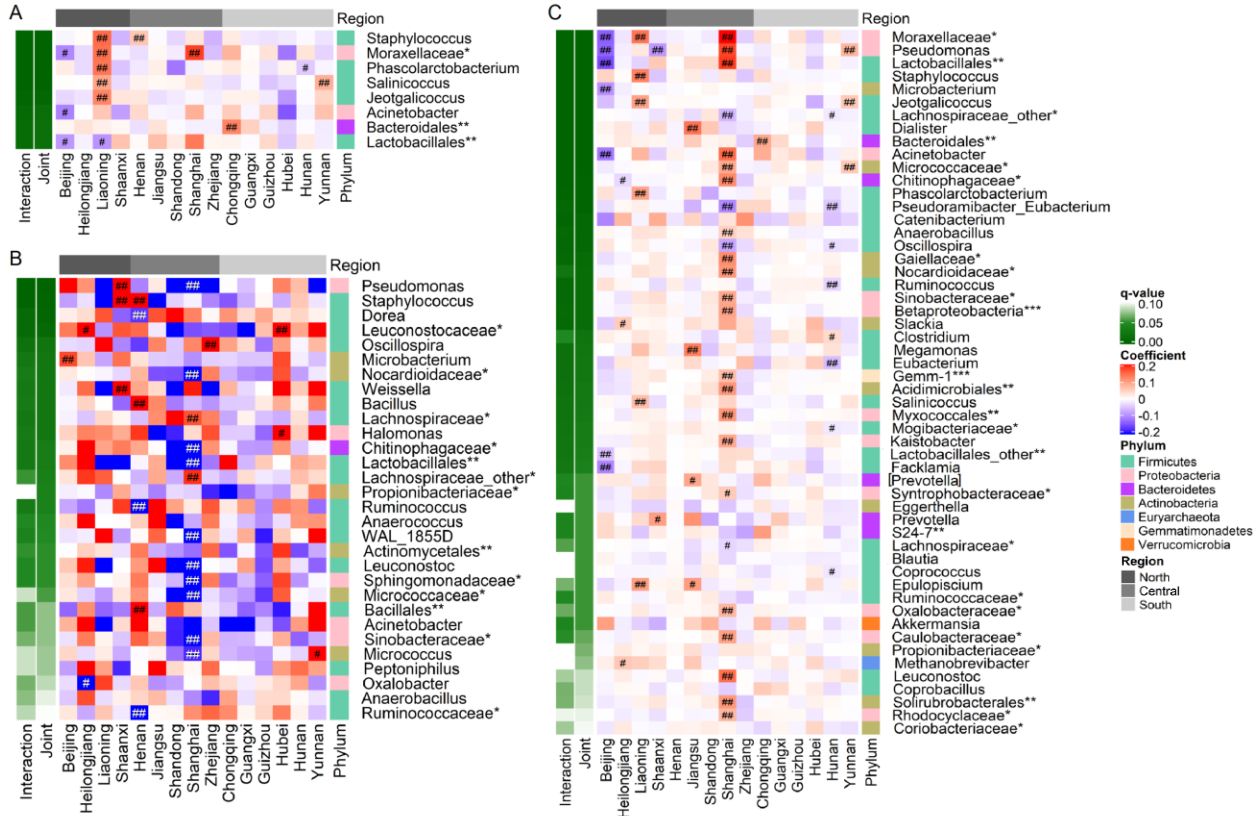 A
Region
Staphylococcus
Moraxellaceae*
Phascolarctobacterium
Salinicoccus
Jeotgalicoccus
Acinetobacter
Bacteroidales**
Lactobacillales**
## ##
# ## ##
## #
## ##
##
#
##
# #
Interaction
Joint
Beijing
Heilongjiang
Liaoning
Shaanxi
Henan
Jiangsu
Shandong
Shanghai
Zhejiang
Chongqing
Guangxi
Guizhou
Hubei
Hunan
Yunnan
Phylum
B
Region
Pseudomonas
Staphylococcus
Dorea
Leuconostocaceae*
Oscillospira
Microbacterium
Nocardioidaceae*
Weissella
Bacillus
Lachnospiraceae*
Halomonas
Chitinophagaceae*
Lactobacillales**
Lachnospiraceae_other*
Propionibacteriaceae*
Ruminococcus
Anaerococcus
WAL_1855D
Actinomycetales**
Leuconostoc
Sphingomonadaceae*
Micrococcaceae*
Bacillales**
Acinetobacter
Sinobacteraceae*
Micrococcus
Peptoniphilus
Oxalobacter
Anaerobacillus
Ruminococcaceae*
## ##
## ##
##
# ##
##
##
##
##
##
##
#
##
##
##
##
##
##
##
##
##
##
## #
#
##
Interaction
Joint
Beijing
Heilongjiang
Liaoning
Shaanxi
Henan
Jiangsu
Shandong
Shanghai
Zhejiang
Chongqing
Guangxi
Guizhou
Hubei
Hunan
Yunnan
Phylum
C
Region
Moraxellaceae*
Pseudomonas
Lactobacillales**
Staphylococcus
Microbacterium
Jeotgalicoccus
Lachnospiraceae_other*
Dialister
Bacteroidales**
Acinetobacter
Micrococcaceae*
Chitinophagaceae*
Phascolarctobacterium
Pseudoramibacter_Eubacterium
Catenibacterium
Anaerobacillus
Oscillospira
Gaiellaceae*
Nocardioidaceae*
Ruminococcus
Sinobacteraceae*
Betaproteobacteria***
Slackia
Clostridium
Megamonas
Eubacterium
Gemm-1***
Acidimicrobiales**
Salinicoccus
Myxococcales**
Mogibacteriaceae*
Kaistobacter
Lactobacillales_other**
Facklamia
[Prevotella]
Syntrophobacteraceae*
Eggerthella
Prevotella
S24-7**
Lachnospiraceae*
Blautia
Coprococcus
Epulopiscium
Ruminococcaceae*
Oxalobacteraceae*
Akkermansia
Caulobacteraceae*
Propionibacteriaceae*
Methanobrevibacter
Leuconostoc
Coprobacillus
Solirubrobacterales**
Rhodocyclaceae*
Coriobacteriaceae*
## ## ##
## ## ## ##
## ##
##
##
## ##
## #
##
##
## ##
## ##
# ##
##
## ##
##
## #
##
##
##
##
##
#
#
##
##
##
##
##
##
#
##
##
##
#
#
#
#
#
## #
##
##
#
##
##
##
Interaction
Joint
Beijing
Heilongjiang
Liaoning
Shaanxi
Henan
Jiangsu
Shandong
Shanghai
Zhejiang
Chongqing
Guangxi
Guizhou
Hubei
Hunan
Yunnan
Phylum
q-value
0.10
0.05
0.00
Coefficient
0.2
0.1
0
-0.1
-0.2
Phylum
Firmicutes
Proteobacteria
Bacteroidetes
Actinobacteria
Euryarchaeota
Gemmatimonadetes
Verrucomicrobia
Region
North
Central
South